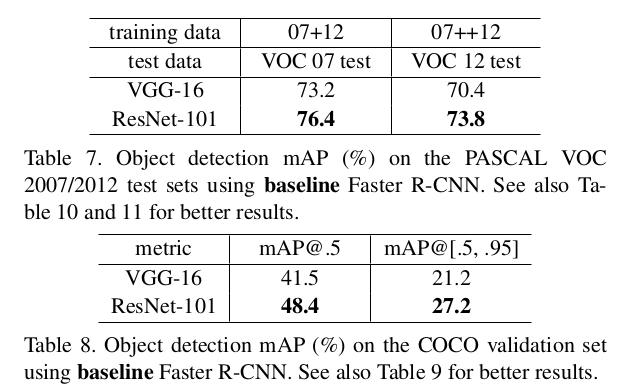 training data 07+12 07++12
test data VOC 07 test VOC 12 test
VGG-16 73.2 70.4
ResNet-101 76.4 73.8
Table 7. Object detection mAP (%) on the PASCAL VOC
2007/2012 test sets using baseline Faster R-CNN. See also Ta-
ble 10 and 11 for better results.
metric mAP@.5 mAP@[.5, .95]
VGG-16 41.5 21.2
ResNet-101 48.4 27.2
Table 8. Object detection mAP (%) on the COCO validation set
using baseline Faster R-CNN. See also Table 9 for better results.